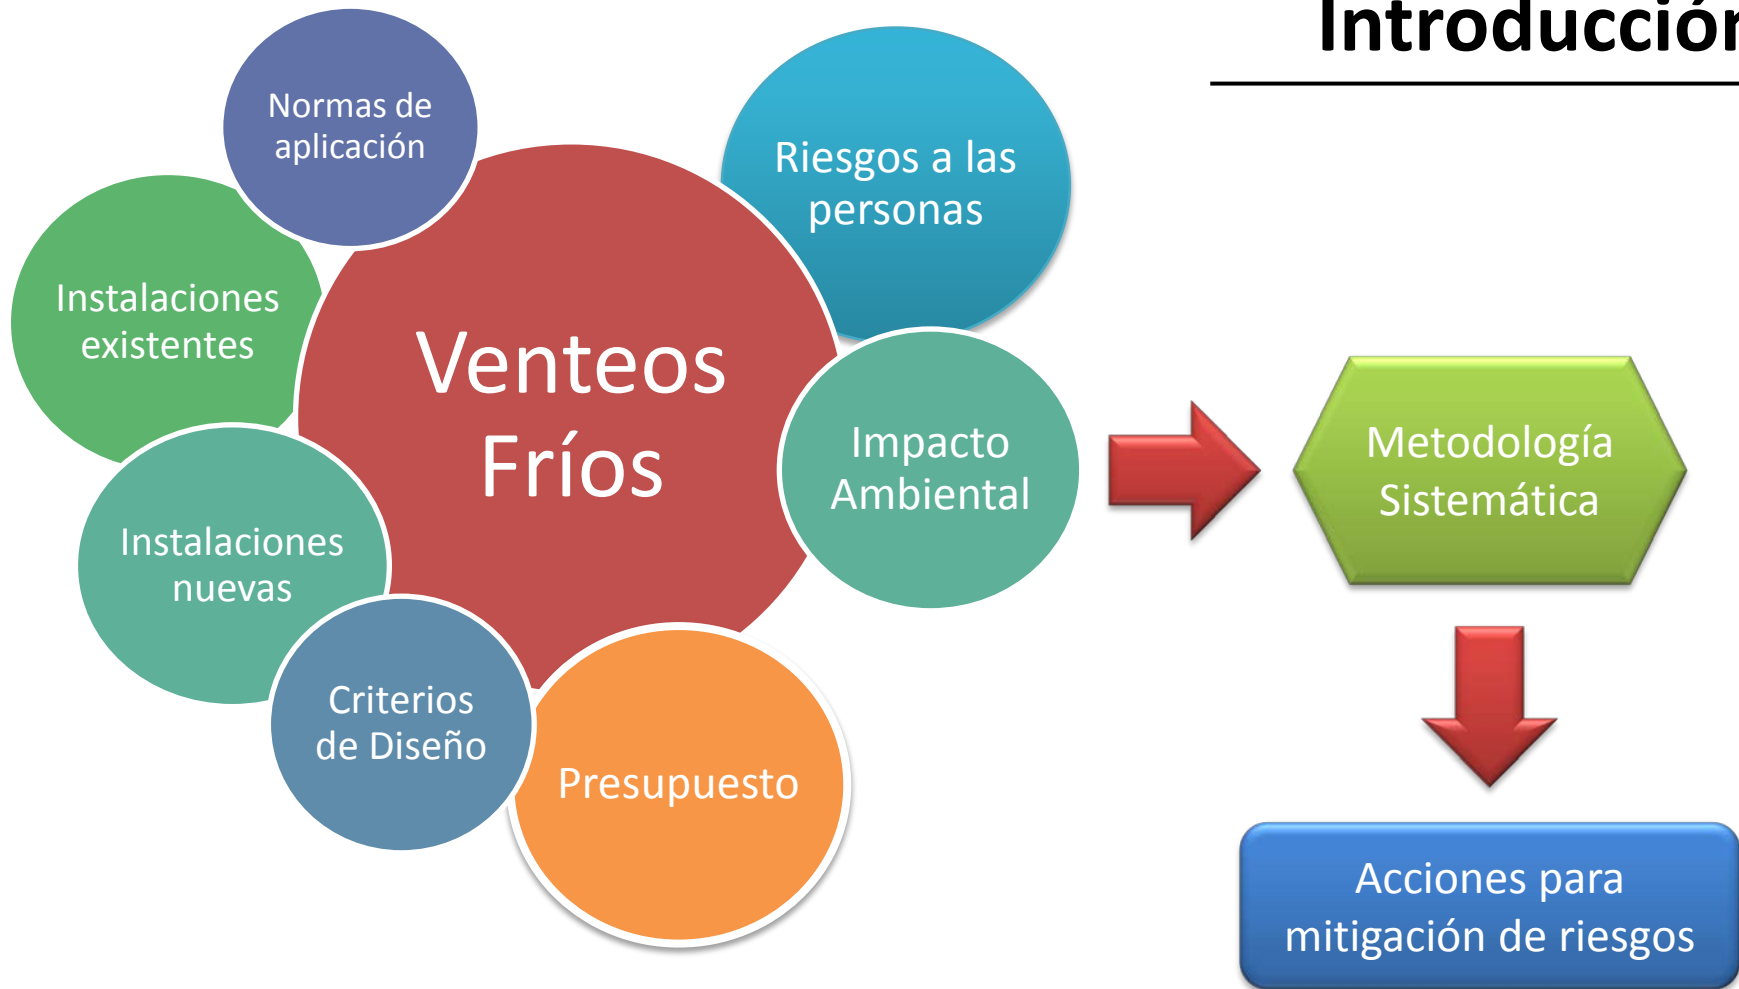 Introducción
Normas de
aplicación
Riesgos a las
personas
Instalaciones
existentes
Venteos
Fríos
Impacto
Ambiental
Metodología
Sistemática
Instalaciones
nuevas
Criterios
de Diseño
Presupuesto
Acciones para
mitigación de riesgos